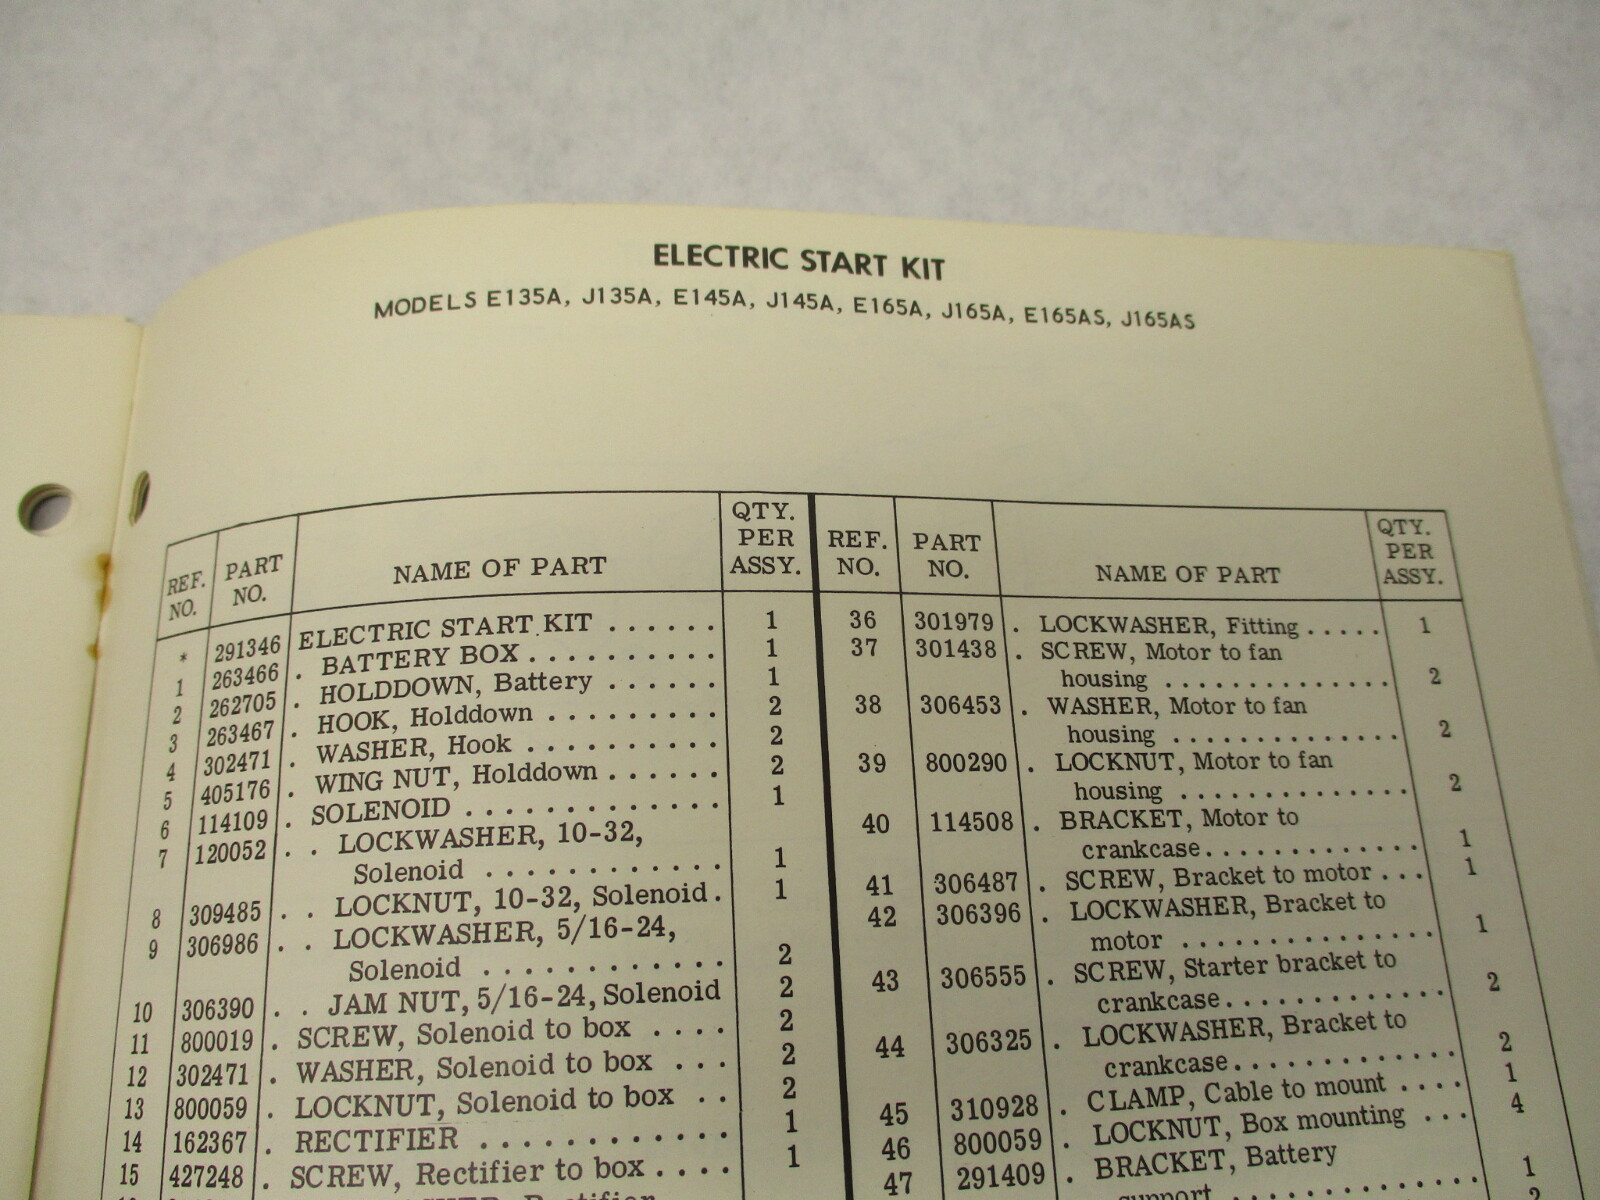 ELECTRIC START KIT
MODELS E135A, J135A, E145A, J145A, E165A, J165A, E165AS, J165AS
REF. NO. PART NO. NAME OF PART QTY. PER ASSY.
* 291346 ELECTRIC START KIT . . . . . . 1
1 263466 . BATTERY BOX . . . . . . . . . . 1
2 262705 . HOLDDOWN, Battery . . . . . . 1
3 263467 . HOOK, Holddown . . . . . . . . . 2
4 302471 . WASHER, Hook . . . . . . . . . . 2
5 405176 . WING NUT, Holddown . . . . . . 2
6 114109 . SOLENOID . . . . . . . . . . . . . 1
7 120052 . . LOCKWASHER, 10-32,
Solenoid . . . . . . . . . . . . 1
8 309485 . . LOCKNUT, 10-32, Solenoid . 1
9 306986 . . LOCKWASHER, 5/16-24,
Solenoid . . . . . . . . . . . . 2
10 306390 . . JAM NUT, 5/16-24, Solenoid 2
11 800019 . SCREW, Solenoid to box . . . . 2
12 302471 . WASHER, Solenoid to box . . . 2
13 800059 . LOCKNUT, Solenoid to box . . 2
14 162367 . RECTIFIER . . . . . . . . . . . . 1
15 427248 . SCREW, Rectifier to box . . . . 1
REF. NO. PART NO. NAME OF PART QTY. PER ASSY.
36 301979 . LOCKWASHER, Fitting . . . . . 1
37 301438 . SCREW, Motor to fan
housing . . . . . . . . . . . . . . 2
38 306453 . WASHER, Motor to fan
housing . . . . . . . . . . . . . . 2
39 800290 . LOCKNUT, Motor to fan
housing . . . . . . . . . . . . . . 2
40 114508 . BRACKET, Motor to
crankcase . . . . . . . . . . . . . 1
41 306487 . SCREW, Bracket to motor . . . 1
42 306396 . LOCKWASHER, Bracket to
motor . . . . . . . . . . . . . . . 1
43 306555 . SCREW, Starter bracket to
crankcase . . . . . . . . . . . . . 2
44 306325 . LOCKWASHER, Bracket to
crankcase . . . . . . . . . . . . . 2
45 310928 . CLAMP, Cable to mount . . . . 1
46 800059 . LOCKNUT, Box mounting . . . 4
47 291409 . BRACKET, Battery
support . . . . . . . . . . . . . . 1